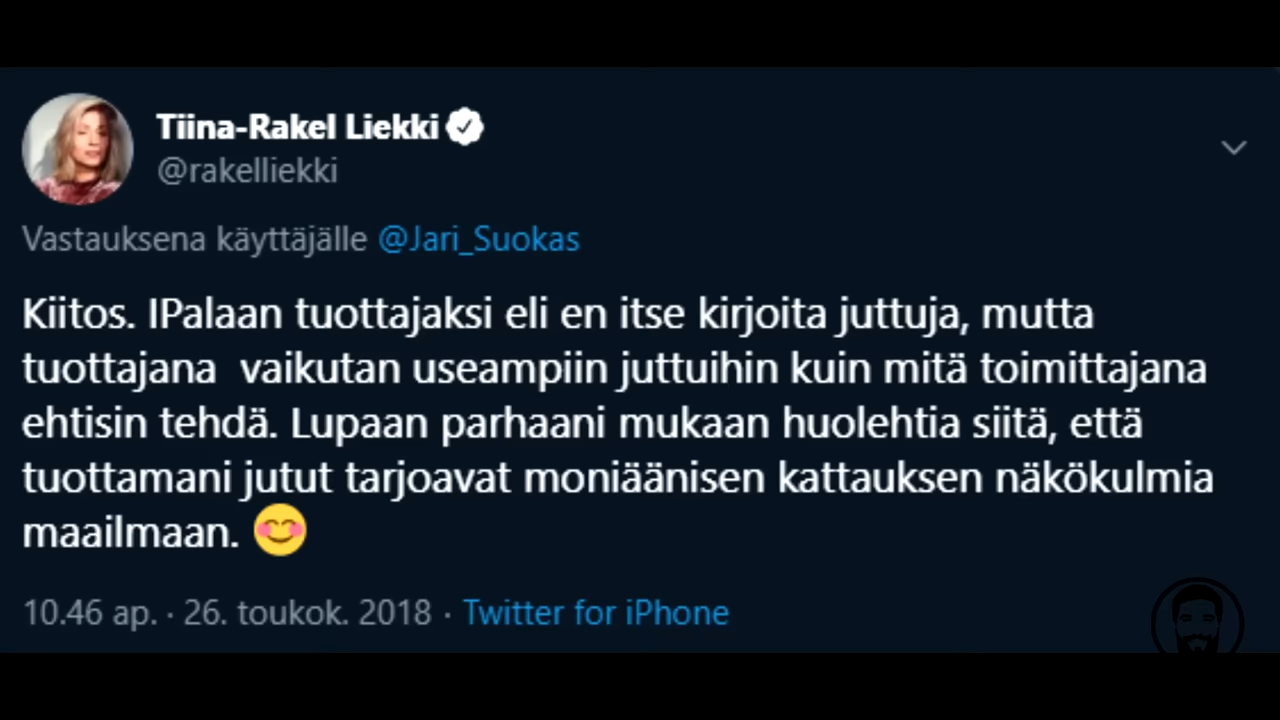 Tiina-Rakel Liekki
@rakelliekki
Vastauksena käyttäjälle @Jari_Suokas
Kiitos. IPalaan tuottajaksi eli en itse kirjoita juttuja, mutta
tuottajana  vaikutan useampiin juttuihin kuin mitä toimittajana
ehtisin tehdä. Lupaan parhaani mukaan huolehtia siitä, että
tuottamani jutut tarjoavat moniäänisen kattauksen näkökulmia
maailmaan. 😊
10.46 ap. · 26. toukok. 2018 · Twitter for iPhone